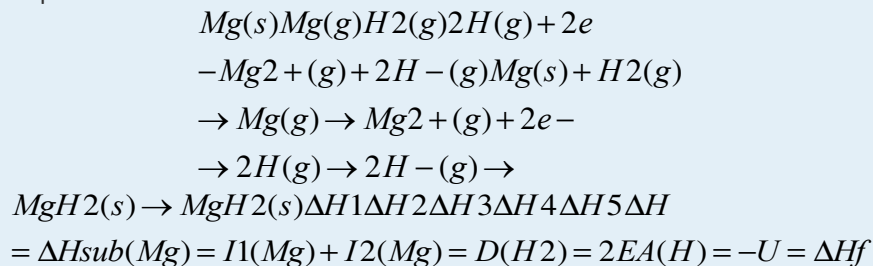 Mg(s)Mg(g)H2(g)2H(g)+2e
-Mg2+(g)+2H-(g)Mg(s)+H2(g)
→Mg(g)→Mg2+(g)+2e-
→2H(g)→2H-(g)→
MgH2(s)→MgH2(s)ΔH1ΔH2ΔH3ΔH4ΔH5ΔH
=ΔHsub(Mg)=I1(Mg)+I2(Mg)=D(H2)=2EA(H)=-U=ΔHf